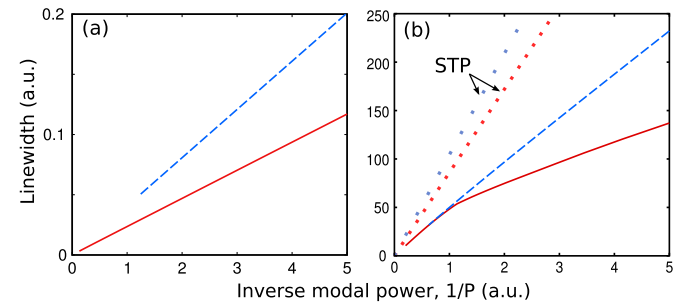 (a)
(b)
0.2
0.1
0
0 1 2 3 4 5
Linewidth (a.u.)
250
200
150
100
50
0
0 1 2 3 4 5
STP
Inverse modal power, 1/P (a.u.)